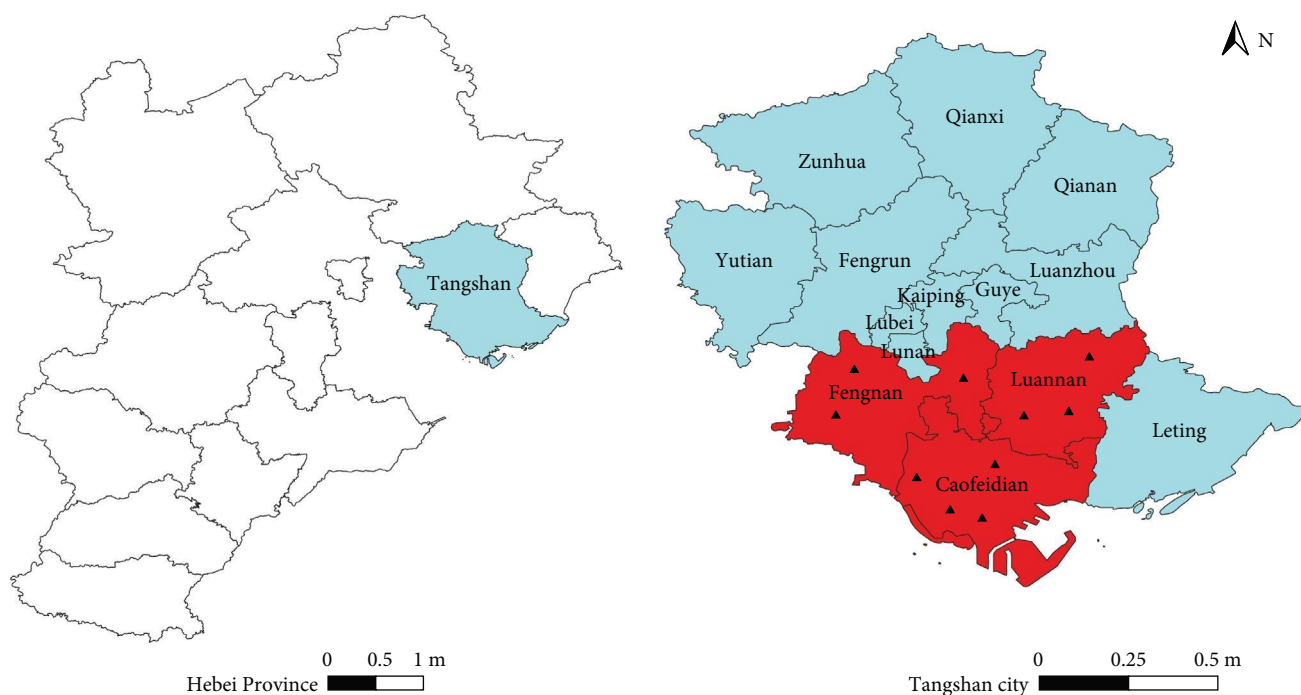 N
Qianxi
Zunhua
Qianan
Yutian
Fengrun
Luanzhou
Tangshan
Kaiping
Guye
Lubei
Lunan
Fengnan
Luannan
Leting
Caofeidian
0 0.5 1 m
Hebei Province
0 0.25 0.5 m
Tangshan city